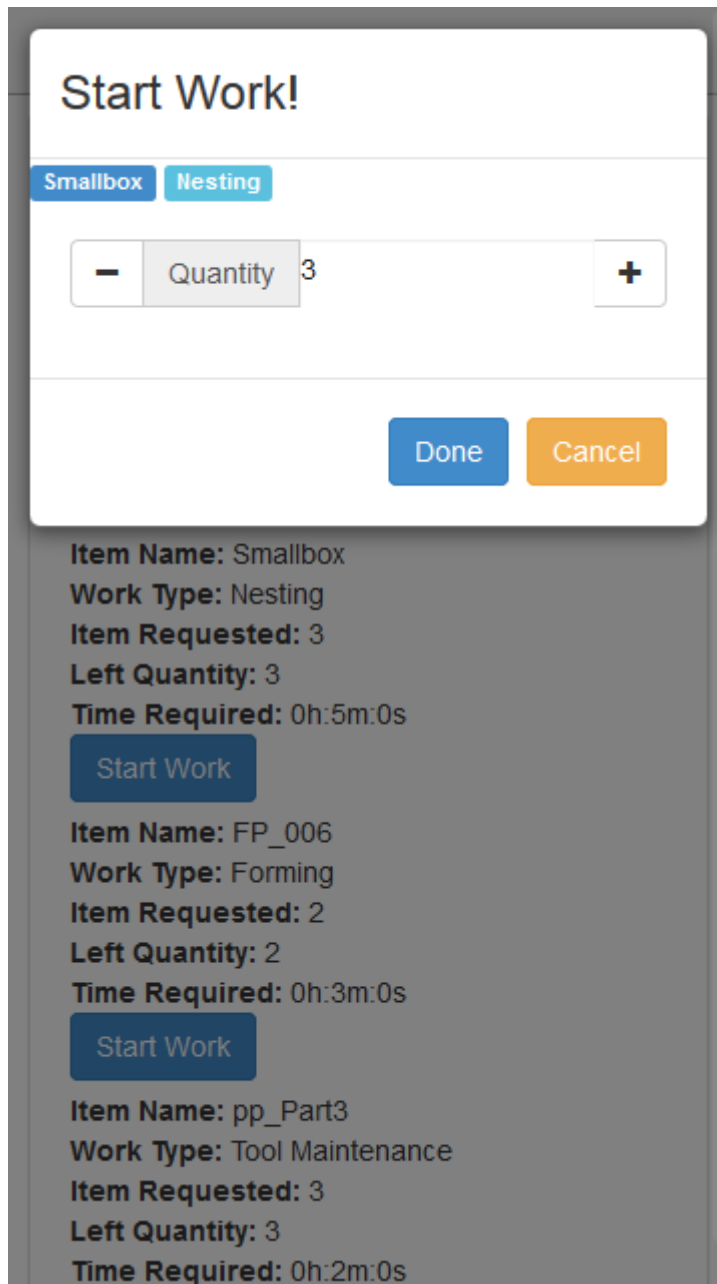 Start Work!
Smallbox Nesting
− Quantity 3 +
Done Cancel
Item Name: Smallbox
Work Type: Nesting
Item Requested: 3
Left Quantity: 3
Time Required: 0h:5m:0s
Start Work
Item Name: FP_006
Work Type: Forming
Item Requested: 2
Left Quantity: 2
Time Required: 0h:3m:0s
Start Work
Item Name: pp_Part3
Work Type: Tool Maintenance
Item Requested: 3
Left Quantity: 3
Time Required: 0h:2m:0s